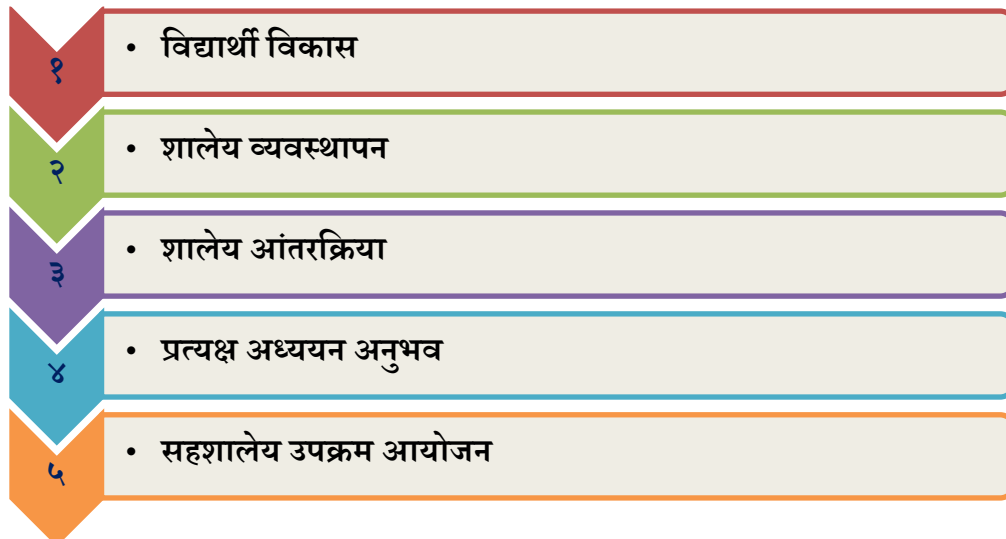 १ • विद्यार्थी विकास
२ • शालेय व्यवस्थापन
३ • शालेय आंतरक्रिया
४ • प्रत्यक्ष अध्ययन अनुभव
५ • सहशालेय उपक्रम आयोजन